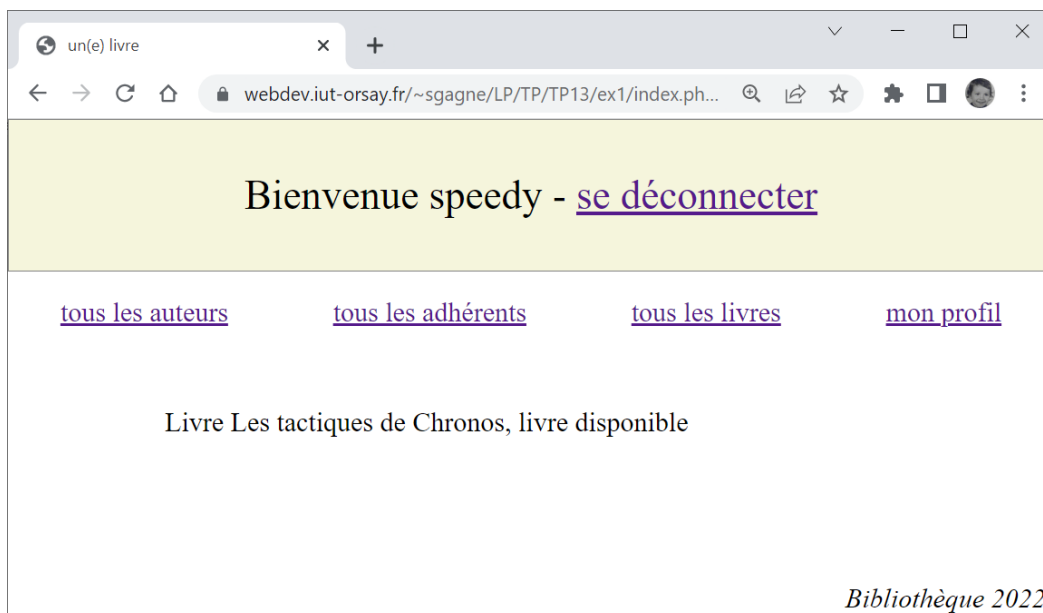 un(e) livre
webdev.iut-orsay.fr/~sgagne/LP/TP/TP13/ex1/index.ph...
Bienvenue speedy - se déconnecter
tous les auteurs tous les adhérents tous les livres mon profil
Livre Les tactiques de Chronos, livre disponible
Bibliothèque 2022